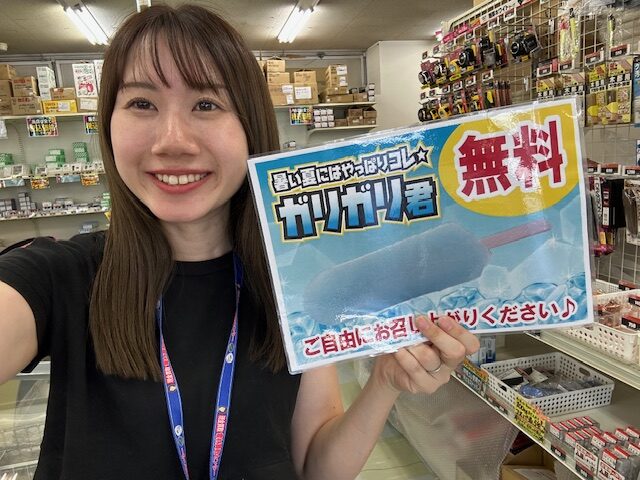 暑い夏にはやっぱりコレ☆
ガリガリ君
無料
ご自由にお召し上がりください♪